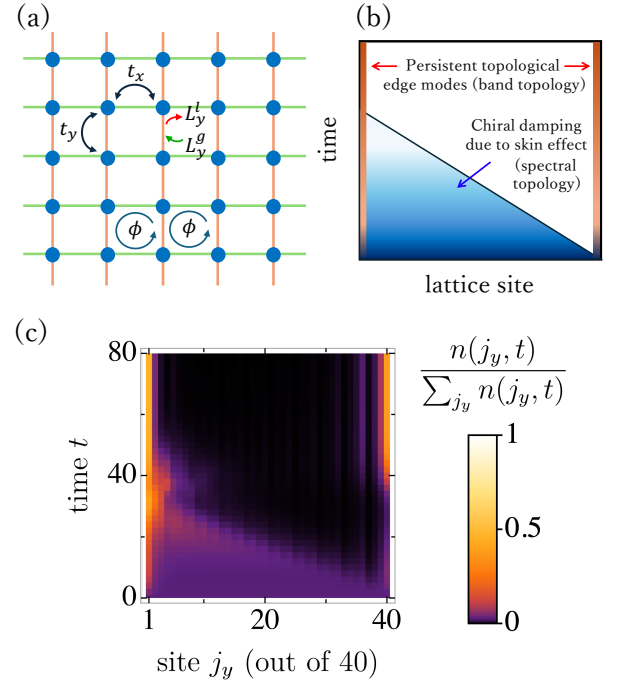 (a)
t_x
t_y
L_y^l
L_y^g
ϕ
ϕ
(b)
time
Persistent topological
edge modes (band topology)
Chiral damping
due to skin effect
(spectral
topology)
lattice site
(c)
80
40
0
time t
1
20
40
site j_y (out of 40)
n(j_y, t)
∑_{j_y} n(j_y, t)
1
0.5
0